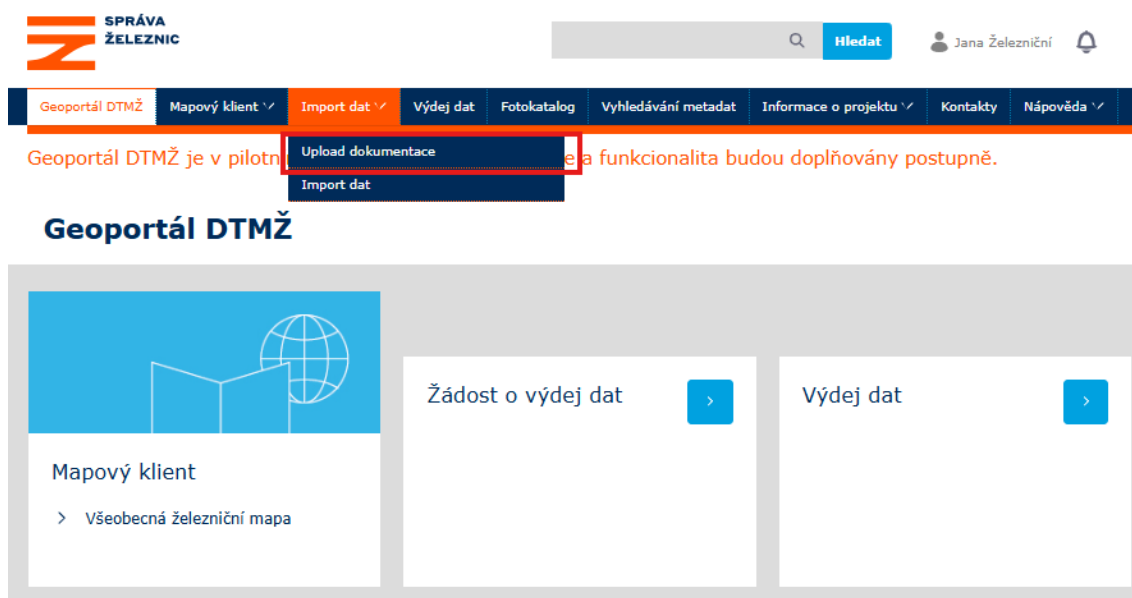 SPRÁVA
ŽELEZNIC
Hledat
Jana Železniční
Geoportál DTMŽ Mapový klient Import dat Výdej dat Fotokatalog Vyhledávání metadat Informace o projektu Kontakty Nápověda
Upload dokumentace
Geoportál DTMŽ je v pilotn e a funkcionalita budou doplňovány postupně.
Import dat
Geoportál DTMŽ
Žádost o výdej dat
Výdej dat
Mapový klient
Všeobecná železniční mapa